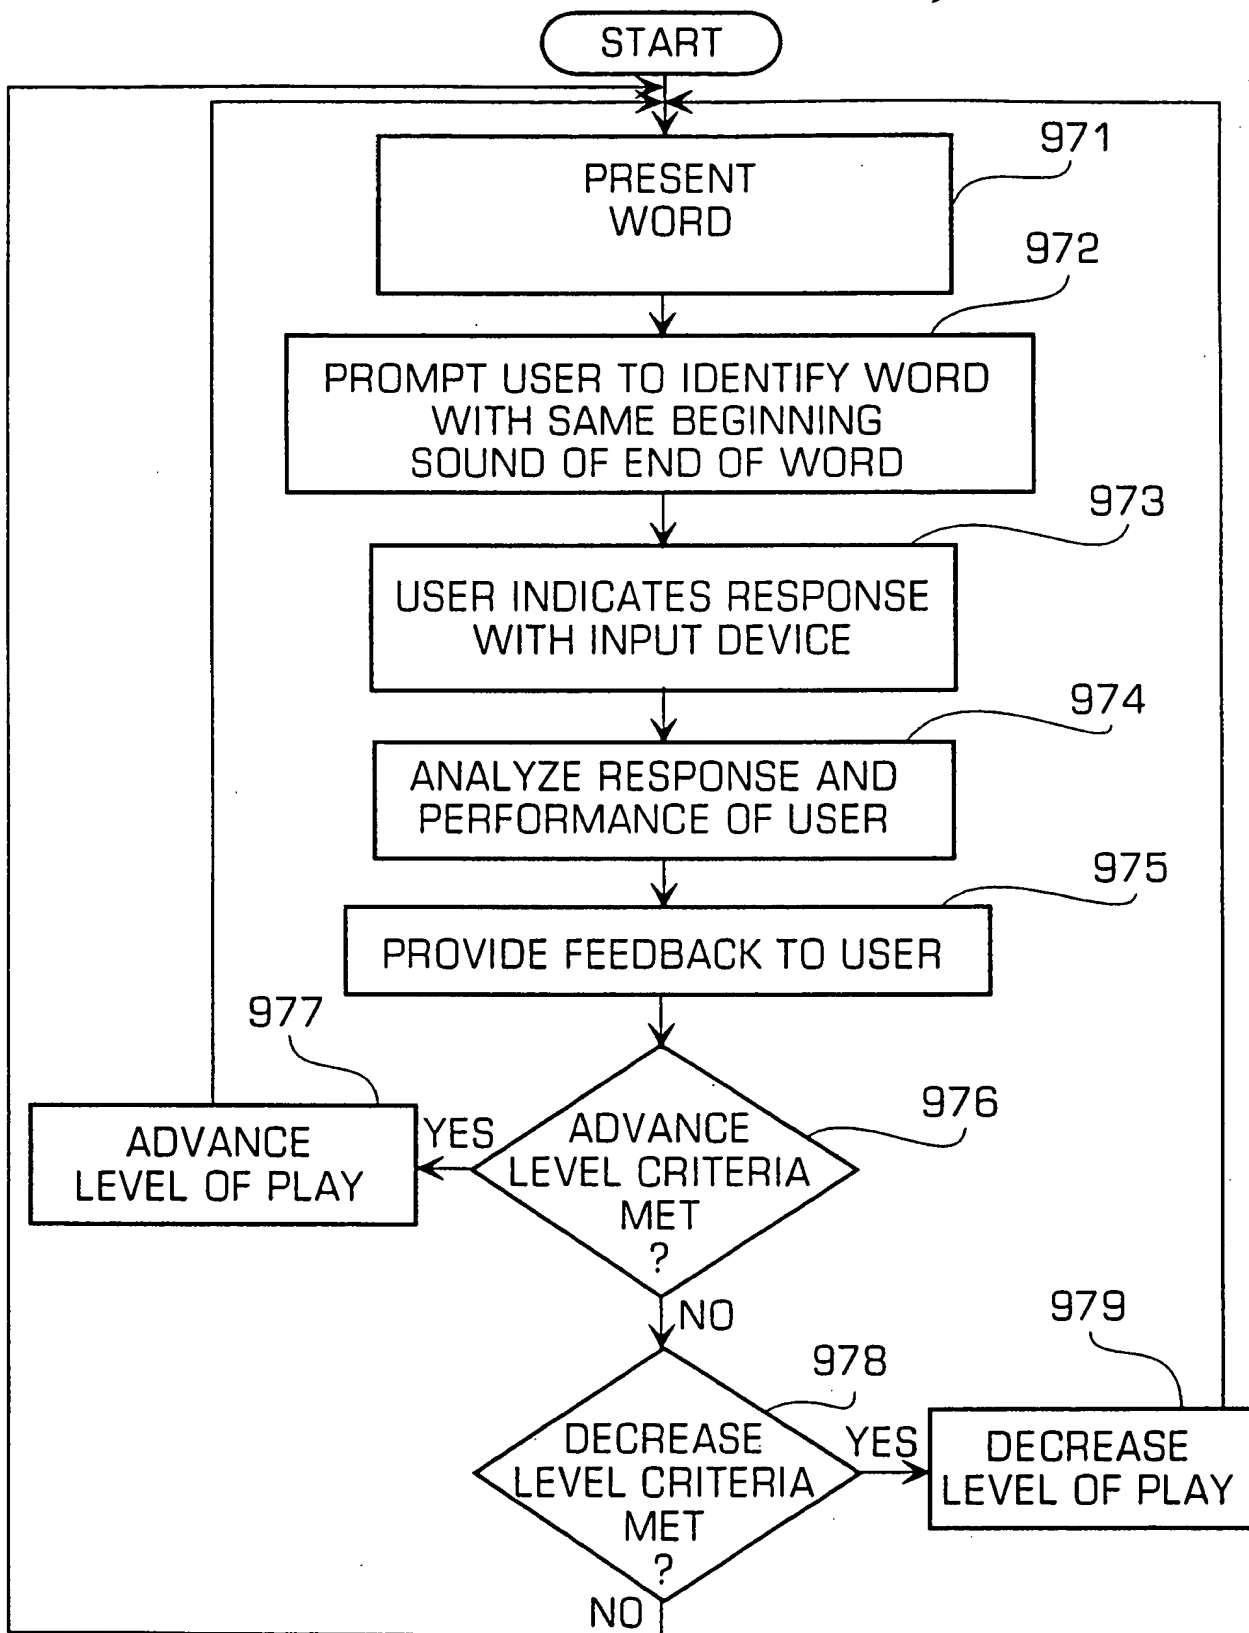 START
971
PRESENT
WORD
972
PROMPT USER TO IDENTIFY WORD
WITH SAME BEGINNING
SOUND OF END OF WORD
973
USER INDICATES RESPONSE
WITH INPUT DEVICE
974
ANALYZE RESPONSE AND
PERFORMANCE OF USER
975
PROVIDE FEEDBACK TO USER
977
976
ADVANCE
LEVEL OF PLAY
YES
ADVANCE
LEVEL CRITERIA
MET
?
NO
979
978
DECREASE
LEVEL CRITERIA
MET
?
YES
DECREASE
LEVEL OF PLAY
NO